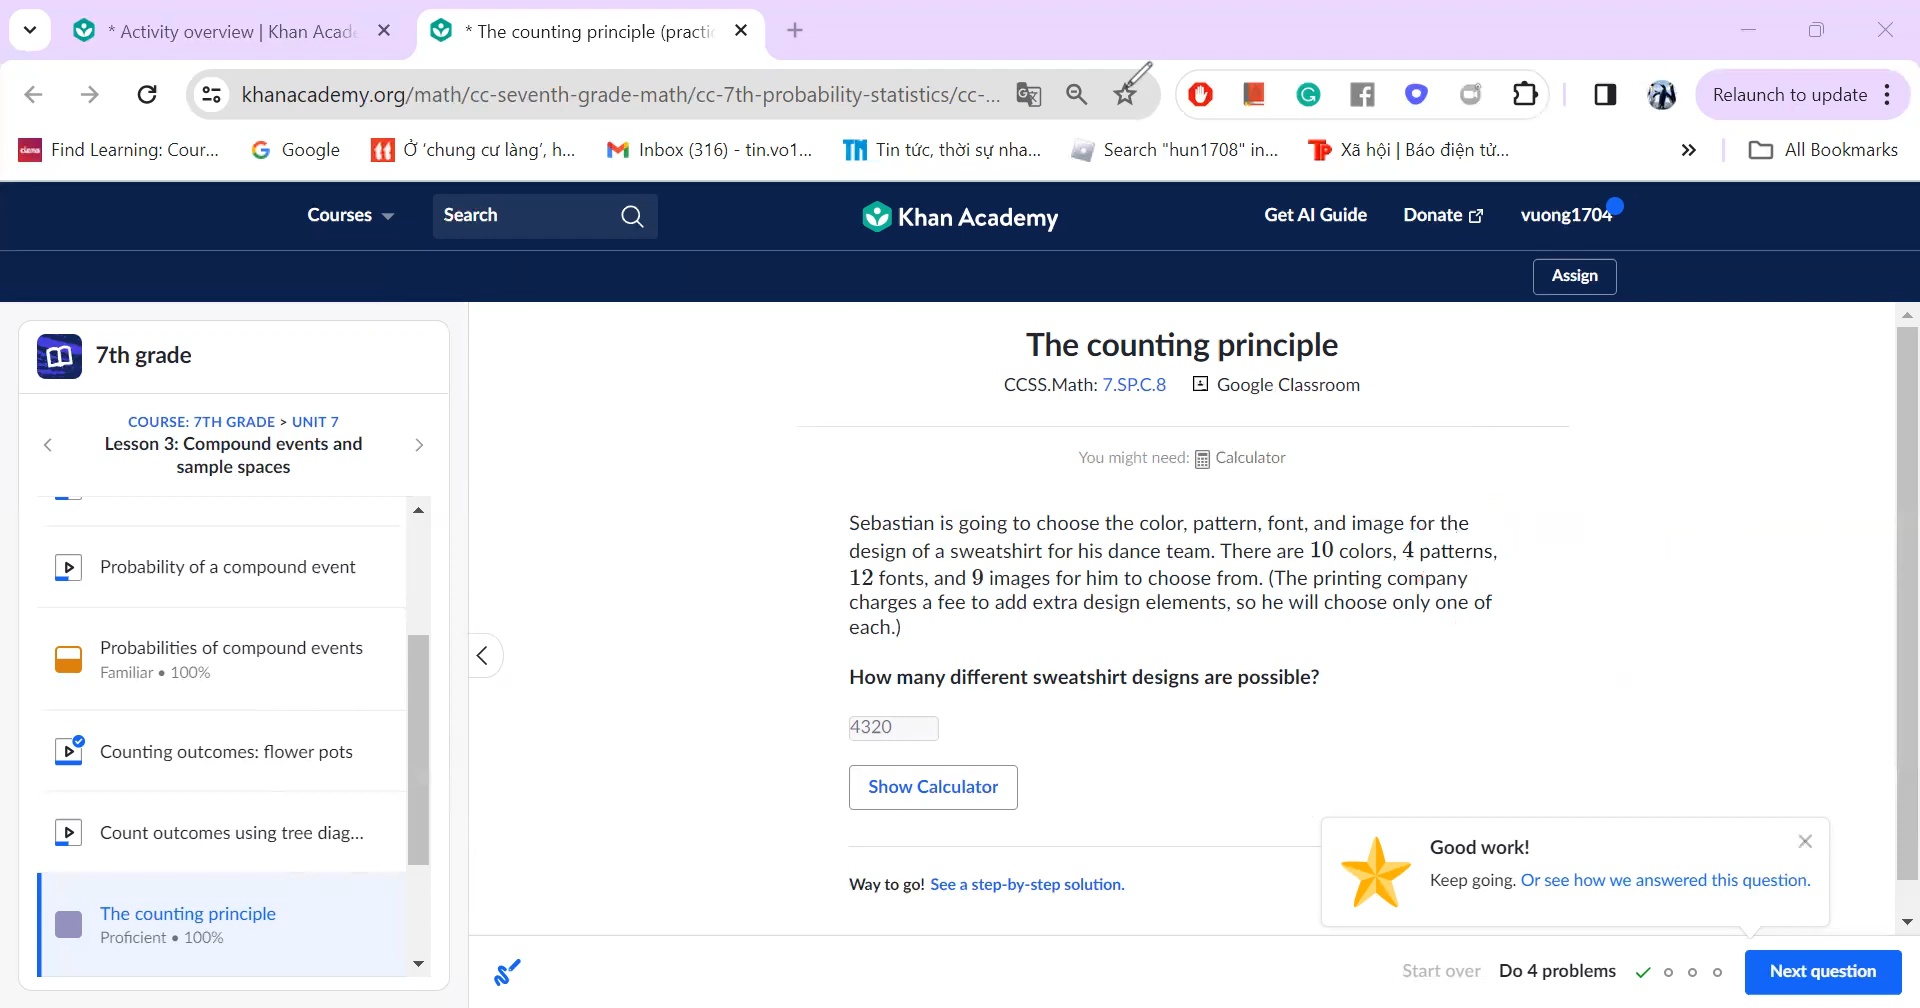 * Activity overview | Khan Acade
* The counting principle (practic
khanacademy.org/math/cc-seventh-grade-math/cc-7th-probability-statistics/cc-...
Relaunch to update
Find Learning: Cour...
Google
Ở 'chung cư làng', h...
Inbox (316) - tin.vo1...
Tin tức, thời sự nha...
Search "hun1708" in...
Xã hội | Báo điện tử...
All Bookmarks
Courses
Search
Khan Academy
Get AI Guide
Donate
vuong1704
Assign
7th grade
COURSE: 7TH GRADE > UNIT 7
Lesson 3: Compound events and
sample spaces
Probability of a compound event
Probabilities of compound events
Familiar • 100%
Counting outcomes: flower pots
Count outcomes using tree diag...
The counting principle
Proficient • 100%
The counting principle
CCSS.Math: 7.SP.C.8 Google Classroom
You might need: Calculator
Sebastian is going to choose the color, pattern, font, and image for the
design of a sweatshirt for his dance team. There are 10 colors, 4 patterns,
12 fonts, and 9 images for him to choose from. (The printing company
charges a fee to add extra design elements, so he will choose only one of
each.)
How many different sweatshirt designs are possible?
4320
Show Calculator
Way to go! See a step-by-step solution.
Good work!
Keep going. Or see how we answered this question.
Start over
Do 4 problems
Next question